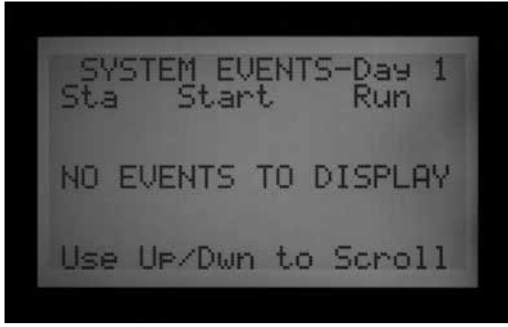 SYSTEM EVENTS-Day 1
Sta Start Run
NO EVENTS TO DISPLAY
Use Up/Dwn to Scroll